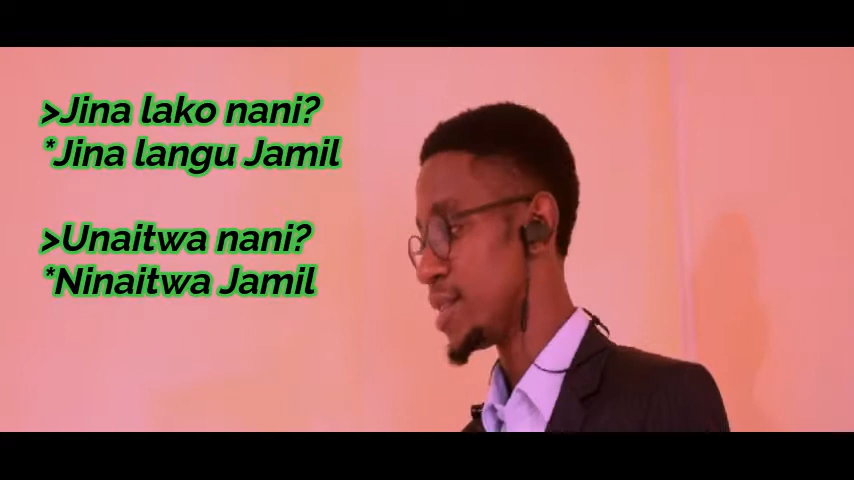 >Jina lako nani?
*Jina langu Jamil
>Unaitwa nani?
*Ninaitwa Jamil